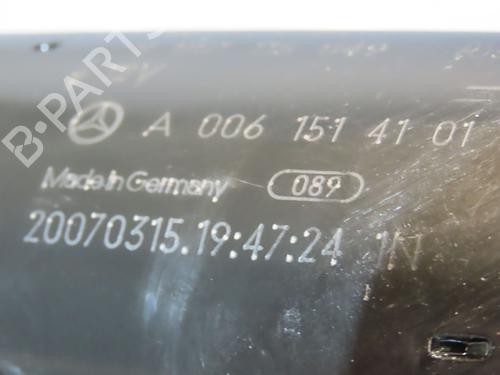 B-PARTS
A 006 151 41 01
Made in Germany 089
20070315.19:47:24 1N